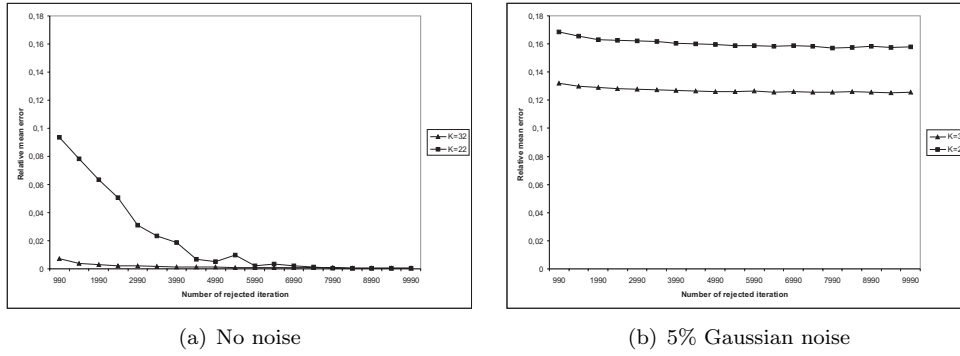 0,18
0,16
0,14
0,12
0,1
0,08
0,06
0,04
0,02
0
Relative mean error
990 1990 2990 3990 4990 5990 6990 7990 8990 9990
Number of rejected iteration
K=32
K=22
(a) No noise
0,18
0,16
0,14
0,12
0,1
0,08
0,06
0,04
0,02
0
Relative mean error
990 1990 2990 3990 4990 5990 6990 7990 8990 9990
Number of rejected iteration
K=3
K=2
(b) 5% Gaussian noise